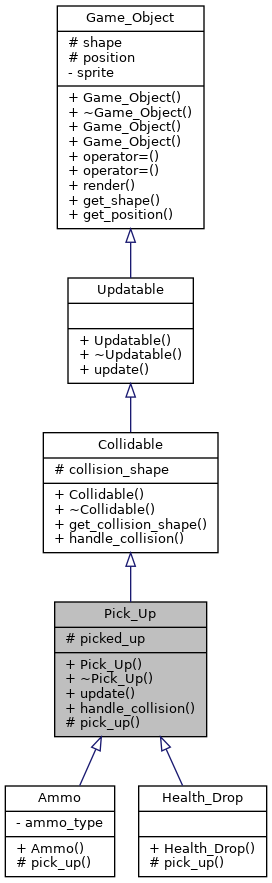 Game_Object
# shape
# position
- sprite
+ Game_Object()
+ ~Game_Object()
+ Game_Object()
+ Game_Object()
+ operator=()
+ operator=()
+ render()
+ get_shape()
+ get_position()
Updatable
+ Updatable()
+ ~Updatable()
+ update()
Collidable
# collision_shape
+ Collidable()
+ ~Collidable()
+ get_collision_shape()
+ handle_collision()
Pick_Up
# picked_up
+ Pick_Up()
+ ~Pick_Up()
+ update()
+ handle_collision()
# pick_up()
Ammo
- ammo_type
+ Ammo()
# pick_up()
Health_Drop
+ Health_Drop()
# pick_up()